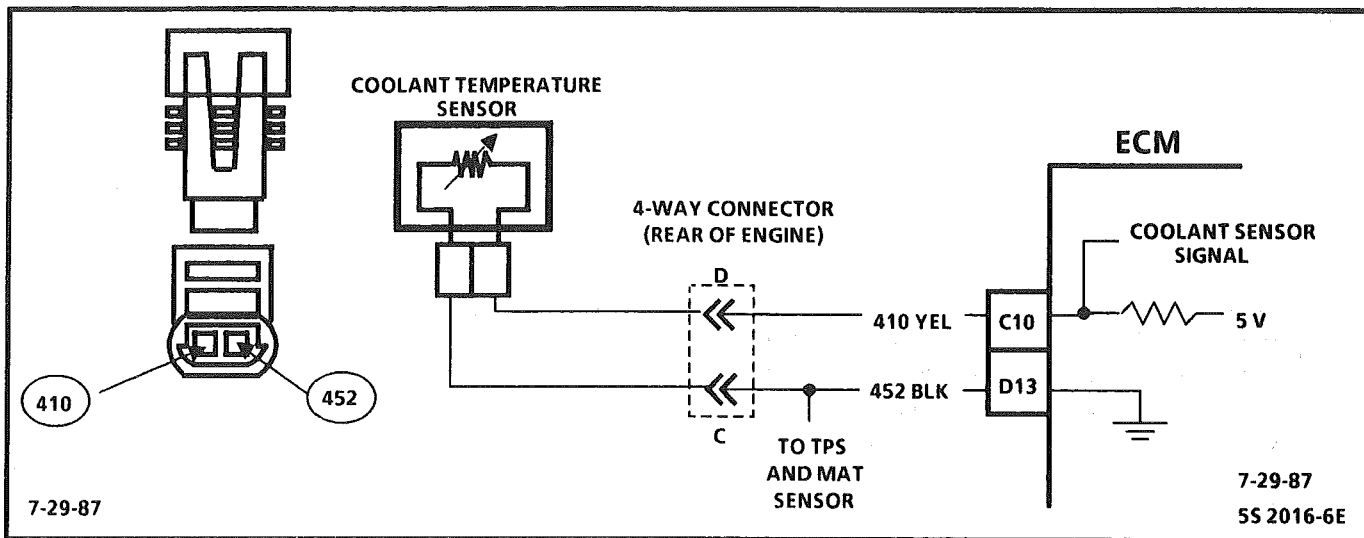 COOLANT TEMPERATURE
SENSOR
ECM
4-WAY CONNECTOR
(REAR OF ENGINE)
COOLANT SENSOR
SIGNAL
D
410 YEL
C10
5 V
452 BLK
D13
C
410
452
TO TPS
AND MAT
SENSOR
7-29-87
7-29-87
5S 2016-6E